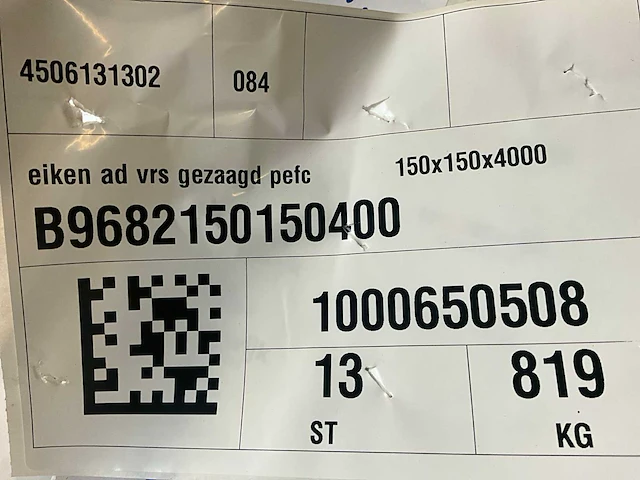 4506131302 084
eiken ad vrs gezaagd pefc 150x150x4000
B9682150150400
1000650508
13 819
ST KG